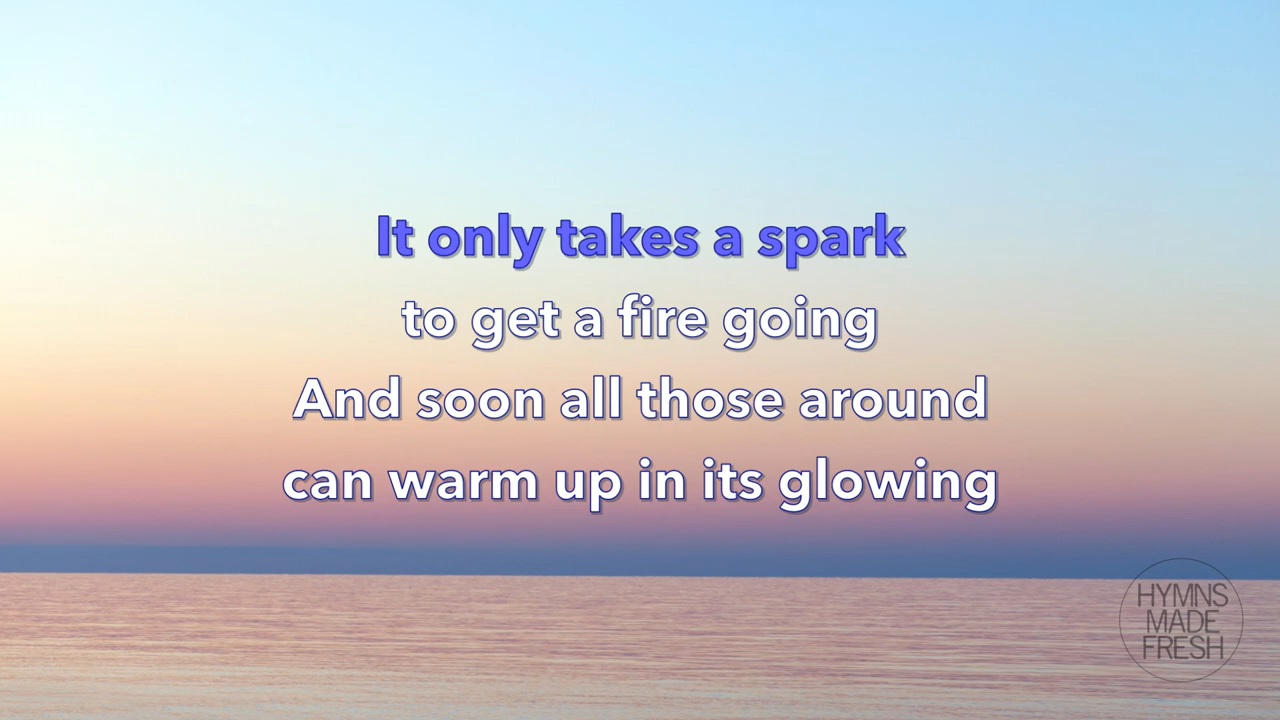 It only takes a spark
to get a fire going
And soon all those around
can warm up in its glowing
HYMNS
MADE
FRESH